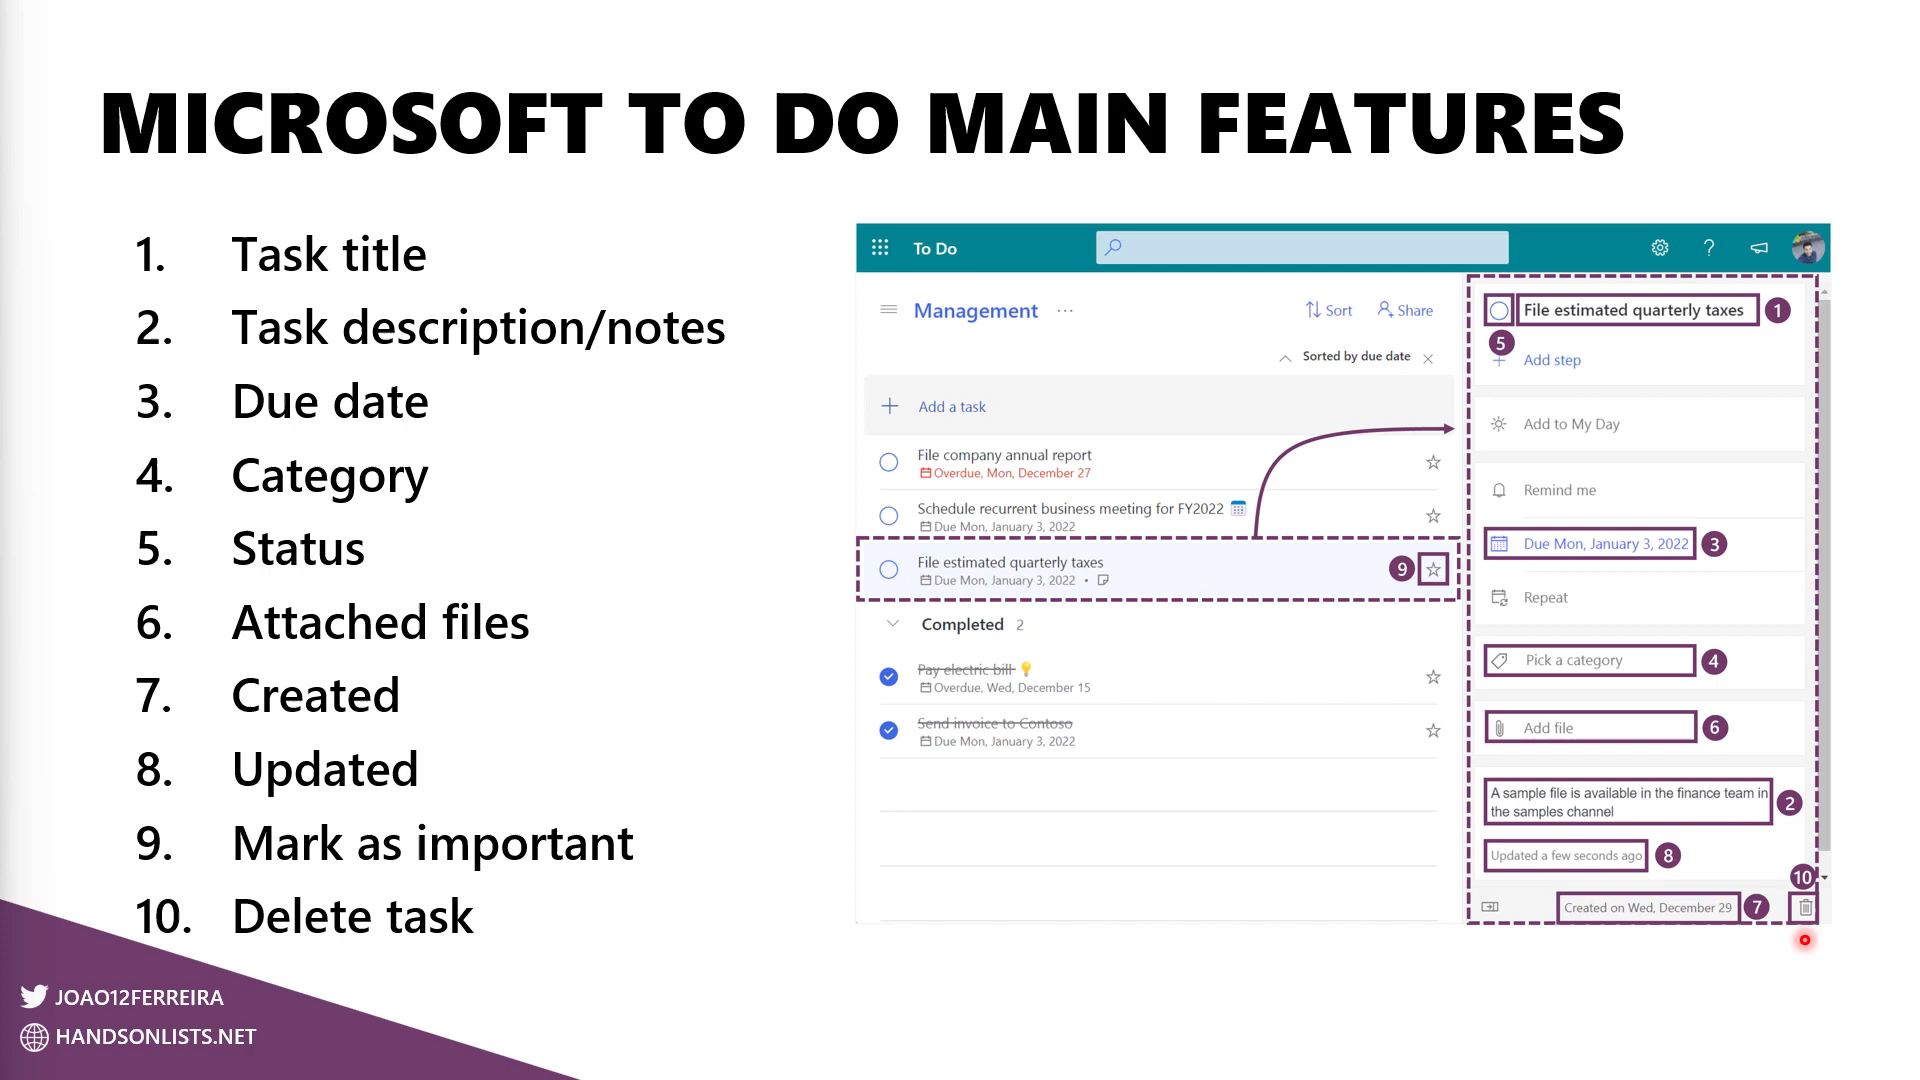 MICROSOFT TO DO MAIN FEATURES
1. Task title
2. Task description/notes
3. Due date
4. Category
5. Status
6. Attached files
7. Created
8. Updated
9. Mark as important
10. Delete task
JOAO12FERREIRA
HANDSONLISTS.NET
To Do
?
Management ...
Sort
Share
Sorted by due date
Add a task
File company annual report
Overdue, Mon, December 27
Schedule recurrent business meeting for FY2022
Due Mon, January 3, 2022
File estimated quarterly taxes
Due Mon, January 3, 2022 •
9
Completed 2
Pay electric bill
Overdue, Wed, December 15
Send invoice to Contoso
Due Mon, January 3, 2022
File estimated quarterly taxes 1
5
Add step
Add to My Day
Remind me
Due Mon, January 3, 2022 3
Repeat
Pick a category 4
Add file 6
A sample file is available in the finance team in
the samples channel
2
Updated a few seconds ago 8
10
Created on Wed, December 29 7